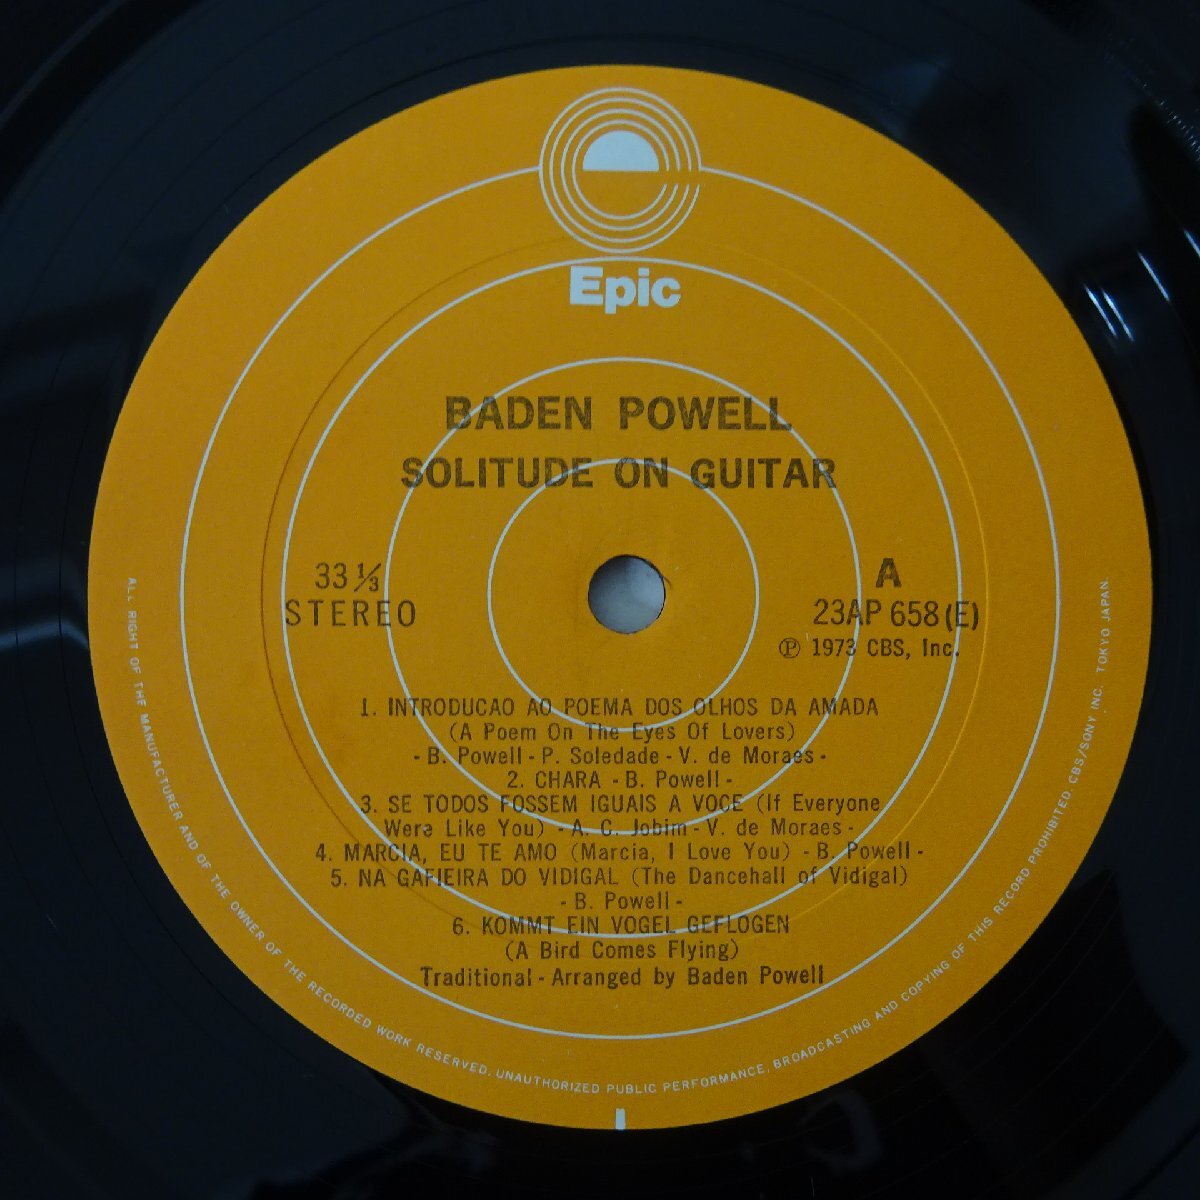 Epic
BADEN POWELL
SOLITUDE ON GUITAR
33 1/3
STEREO
A
23AP 658(E)
℗ 1973 CBS, Inc.
1. INTRODUCAO AO POEMA DOS OLHOS DA AMADA
(A Poem On The Eyes Of Lovers)
- B. Powell - P. Soledade - V. de Moraes -
2. CHARA - B. Powell -
3. SE TODOS FOSSEM IGUAIS A VOCE (If Everyone
Were Like You) - A. C. Jobim - V. de Moraes -
4. MARCIA, EU TE AMO (Marcia, I Love You) - B. Powell -
5. NA GAFIEIRA DO VIDIGAL (The Dancehall of Vidigal)
- B. Powell -
6. KOMMT EIN VOGEL GEFLOGEN
(A Bird Comes Flying)
Traditional - Arranged by Baden Powell
ALL RIGHT OF THE MANUFACTURER AND OF THE OWNER OF THE RECORDED WORK RESERVED. UNAUTHORIZED PUBLIC PERFORMANCE, BROADCASTING AND COPYING OF THIS RECORD PROHIBITED. CBS/SONY INC. TOKYO JAPAN.